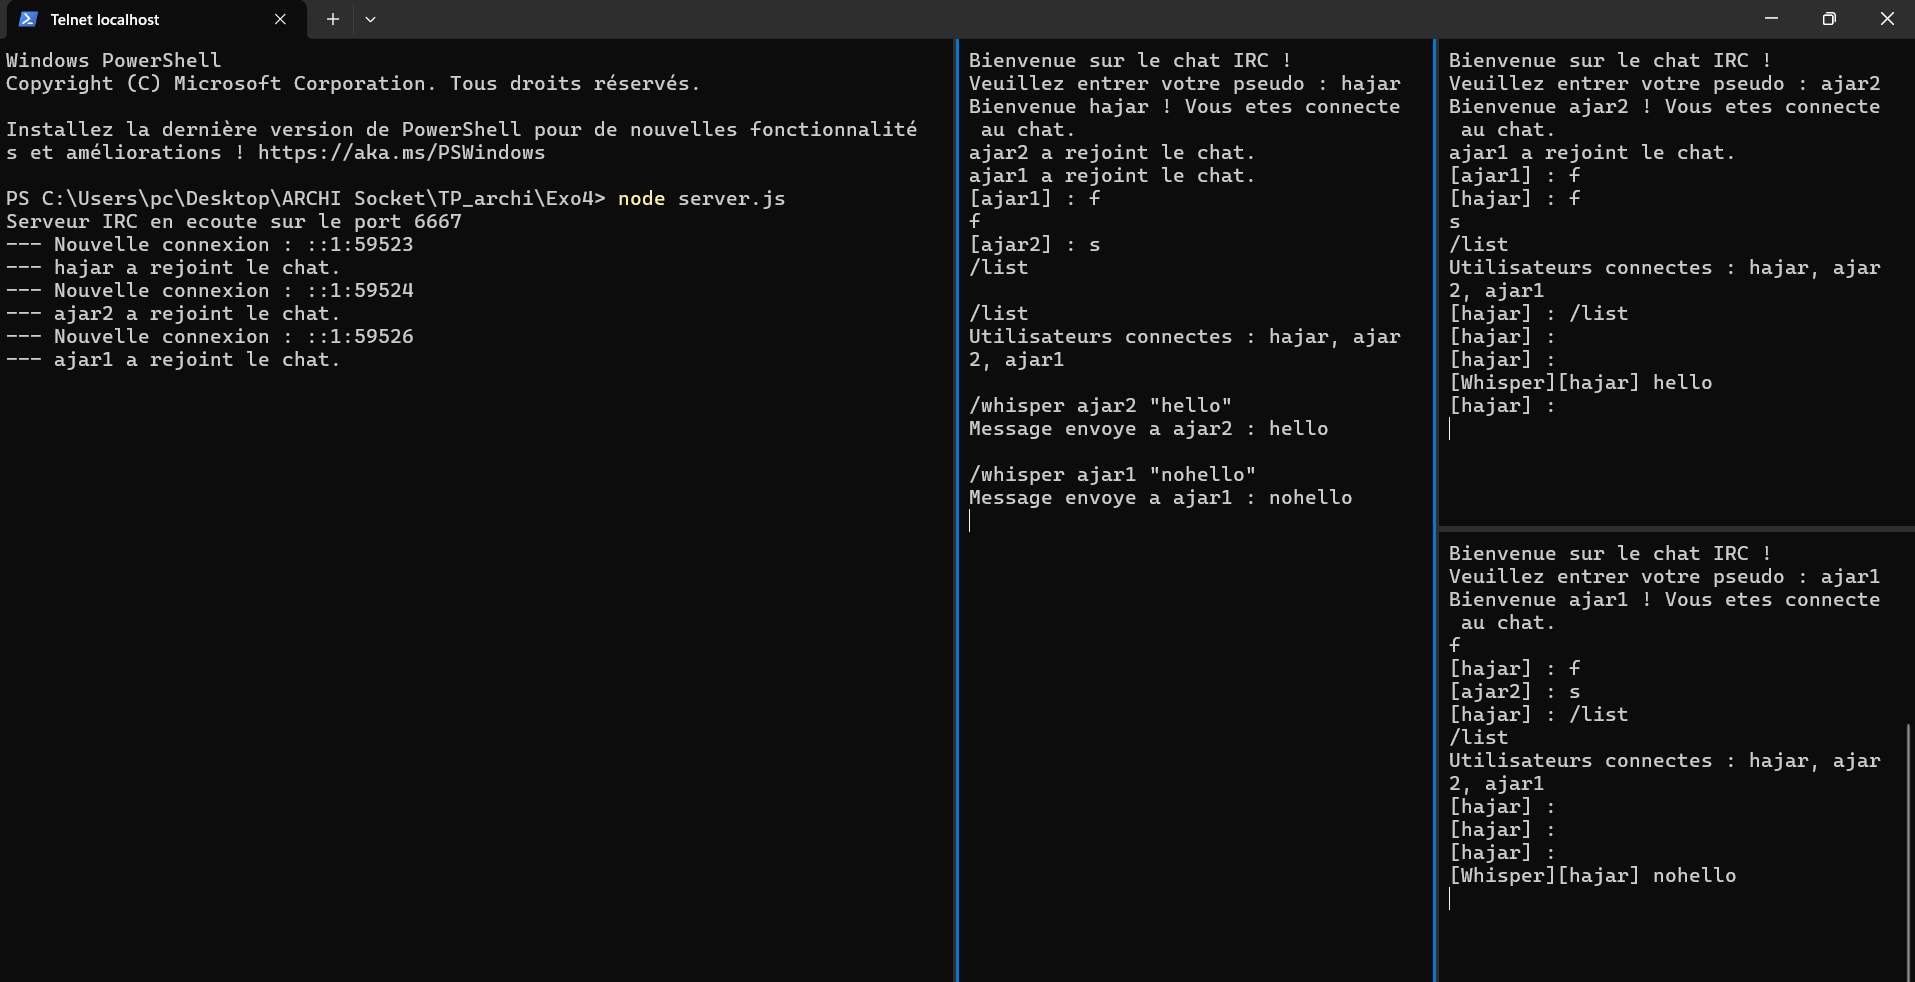 Telnet localhost
Windows PowerShell
Copyright (C) Microsoft Corporation. Tous droits réservés.
Installez la dernière version de PowerShell pour de nouvelles fonctionnalité
s et améliorations ! https://aka.ms/PSWindows
PS C:\Users\pc\Desktop\ARCHI Socket\TP_archi\Exo4> node server.js
Serveur IRC en ecoute sur le port 6667
--- Nouvelle connexion : ::1:59523
--- hajar a rejoint le chat.
--- Nouvelle connexion : ::1:59524
--- ajar2 a rejoint le chat.
--- Nouvelle connexion : ::1:59526
--- ajar1 a rejoint le chat.
Bienvenue sur le chat IRC !
Veuillez entrer votre pseudo : hajar
Bienvenue hajar ! Vous etes connecte
 au chat.
ajar2 a rejoint le chat.
ajar1 a rejoint le chat.
[ajar1] : f
f
[ajar2] : s
/list
/list
Utilisateurs connectes : hajar, ajar
2, ajar1
/whisper ajar2 "hello"
Message envoye a ajar2 : hello
/whisper ajar1 "nohello"
Message envoye a ajar1 : nohello
Bienvenue sur le chat IRC !
Veuillez entrer votre pseudo : ajar2
Bienvenue ajar2 ! Vous etes connecte
 au chat.
ajar1 a rejoint le chat.
[ajar1] : f
[hajar] : f
s
/list
Utilisateurs connectes : hajar, ajar
2, ajar1
[hajar] : /list
[hajar] :
[hajar] :
[Whisper][hajar] hello
[hajar] :
Bienvenue sur le chat IRC !
Veuillez entrer votre pseudo : ajar1
Bienvenue ajar1 ! Vous etes connecte
 au chat.
f
[hajar] : f
[ajar2] : s
[hajar] : /list
/list
Utilisateurs connectes : hajar, ajar
2, ajar1
[hajar] :
[hajar] :
[hajar] :
[Whisper][hajar] nohello